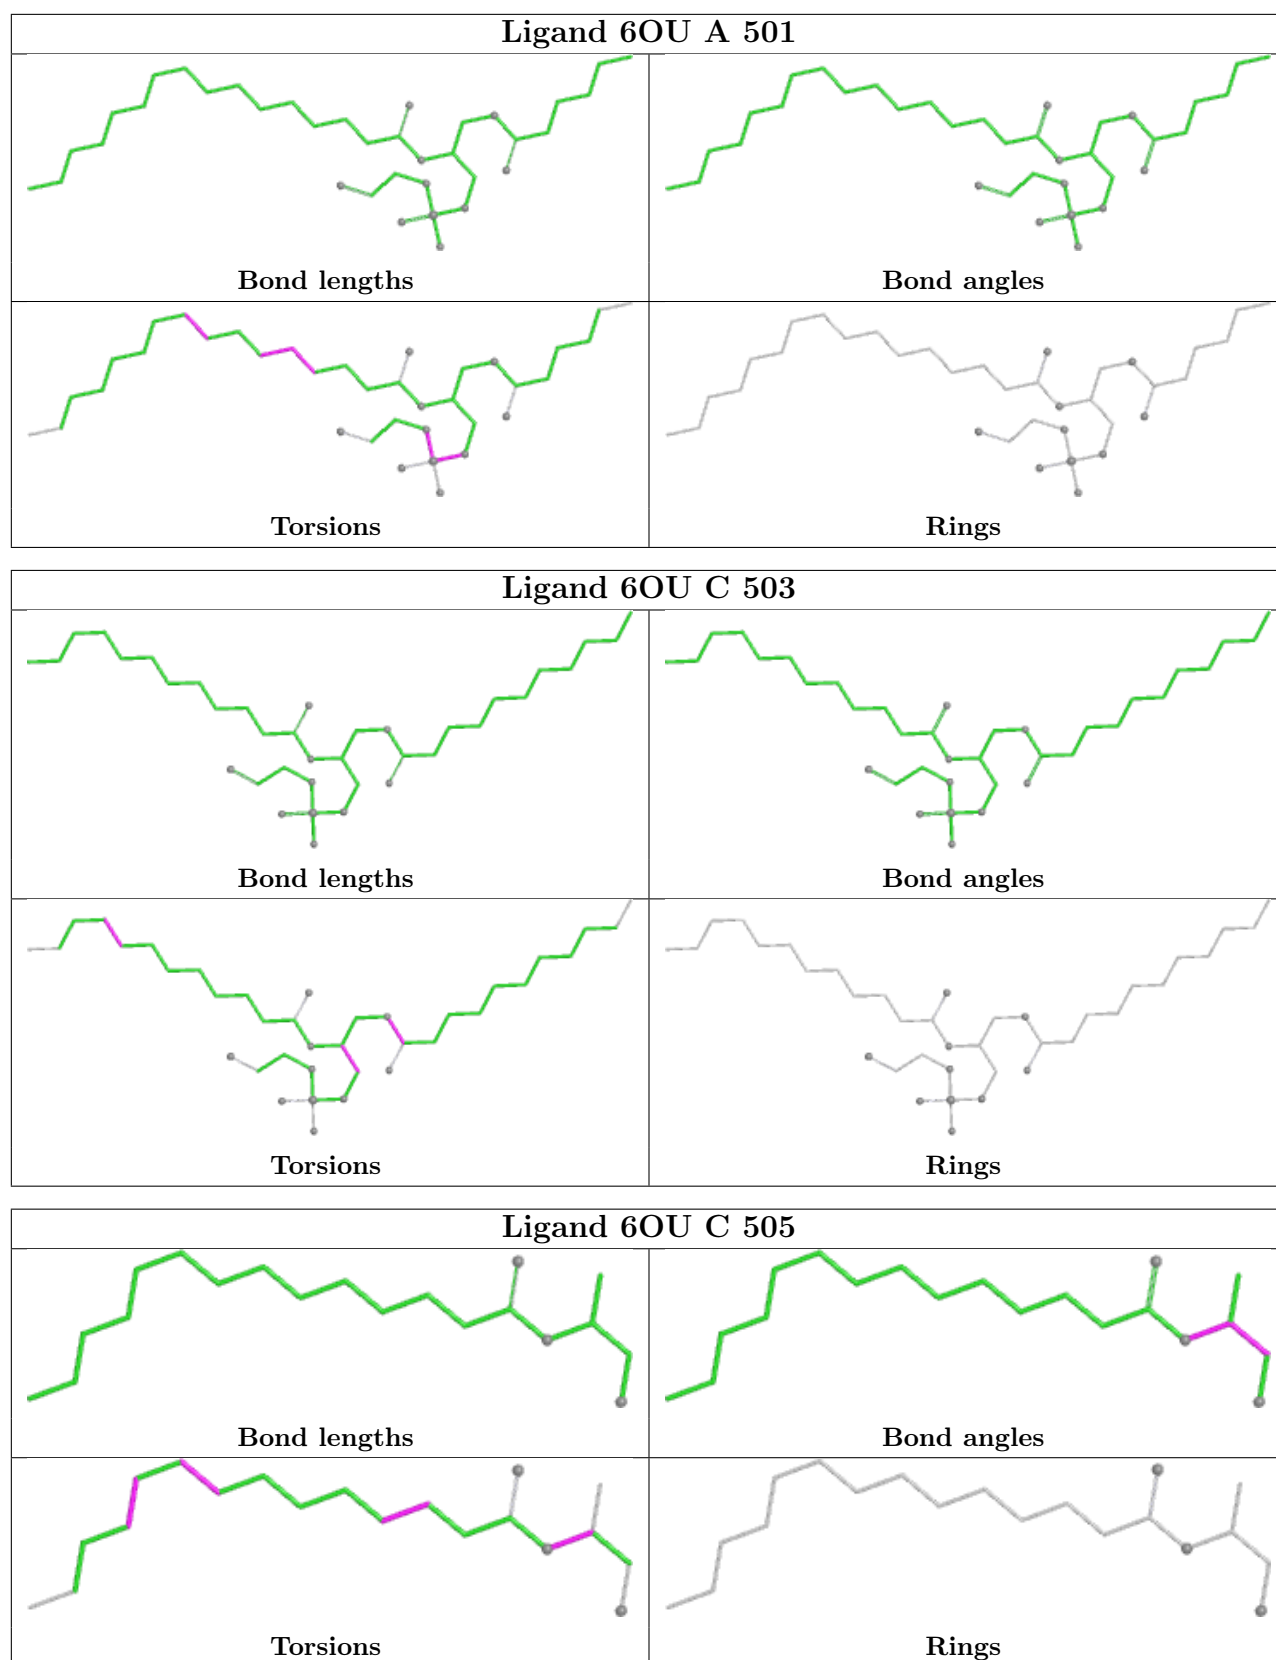 Ligand 6OU A 501
Bond lengths
Bond angles
Torsions
Rings
Ligand 6OU C 503
Bond lengths
Bond angles
Torsions
Rings
Ligand 6OU C 505
Bond lengths
Bond angles
Torsions
Rings